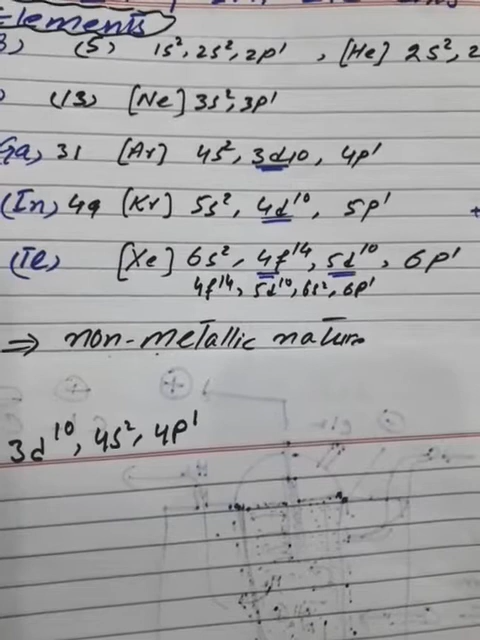 Elements
3) (5) 1s², 2s², 2p¹ , [He] 2s², 2
(13) [Ne] 3s², 3p¹
Ga) 31 [Ar] 4s², 3d10, 4p¹
(In) 49 [Kr] 5s², 4d¹⁰, 5p¹
(Tl) [Xe] 6s², 4f¹⁴, 5d¹⁰, 6p¹
4f¹⁴, 5d¹⁰, 6s², 6p¹
⇒ non-metallic nature
3d¹⁰, 4s², 4p¹